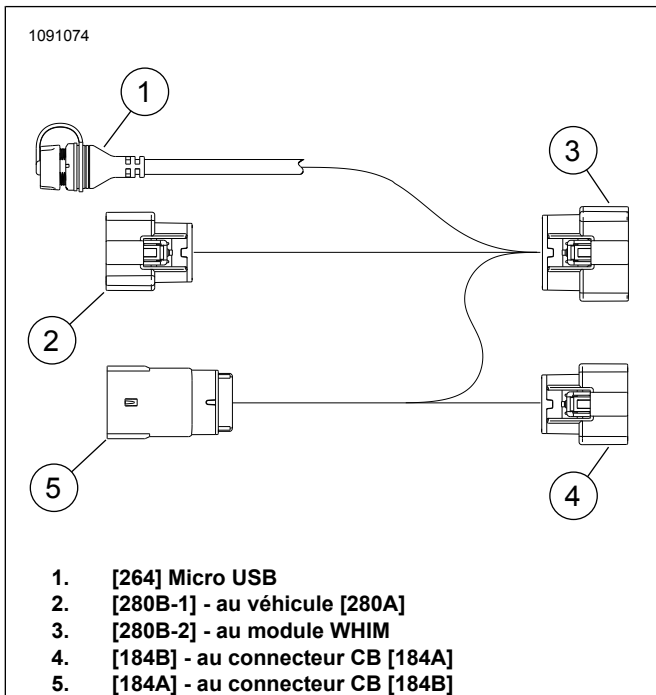 1091074
1
3
2
5
4
1. [264] Micro USB
2. [280B-1] - au véhicule [280A]
3. [280B-2] - au module WHIM
4. [184B] - au connecteur CB [184A]
5. [184A] - au connecteur CB [184B]